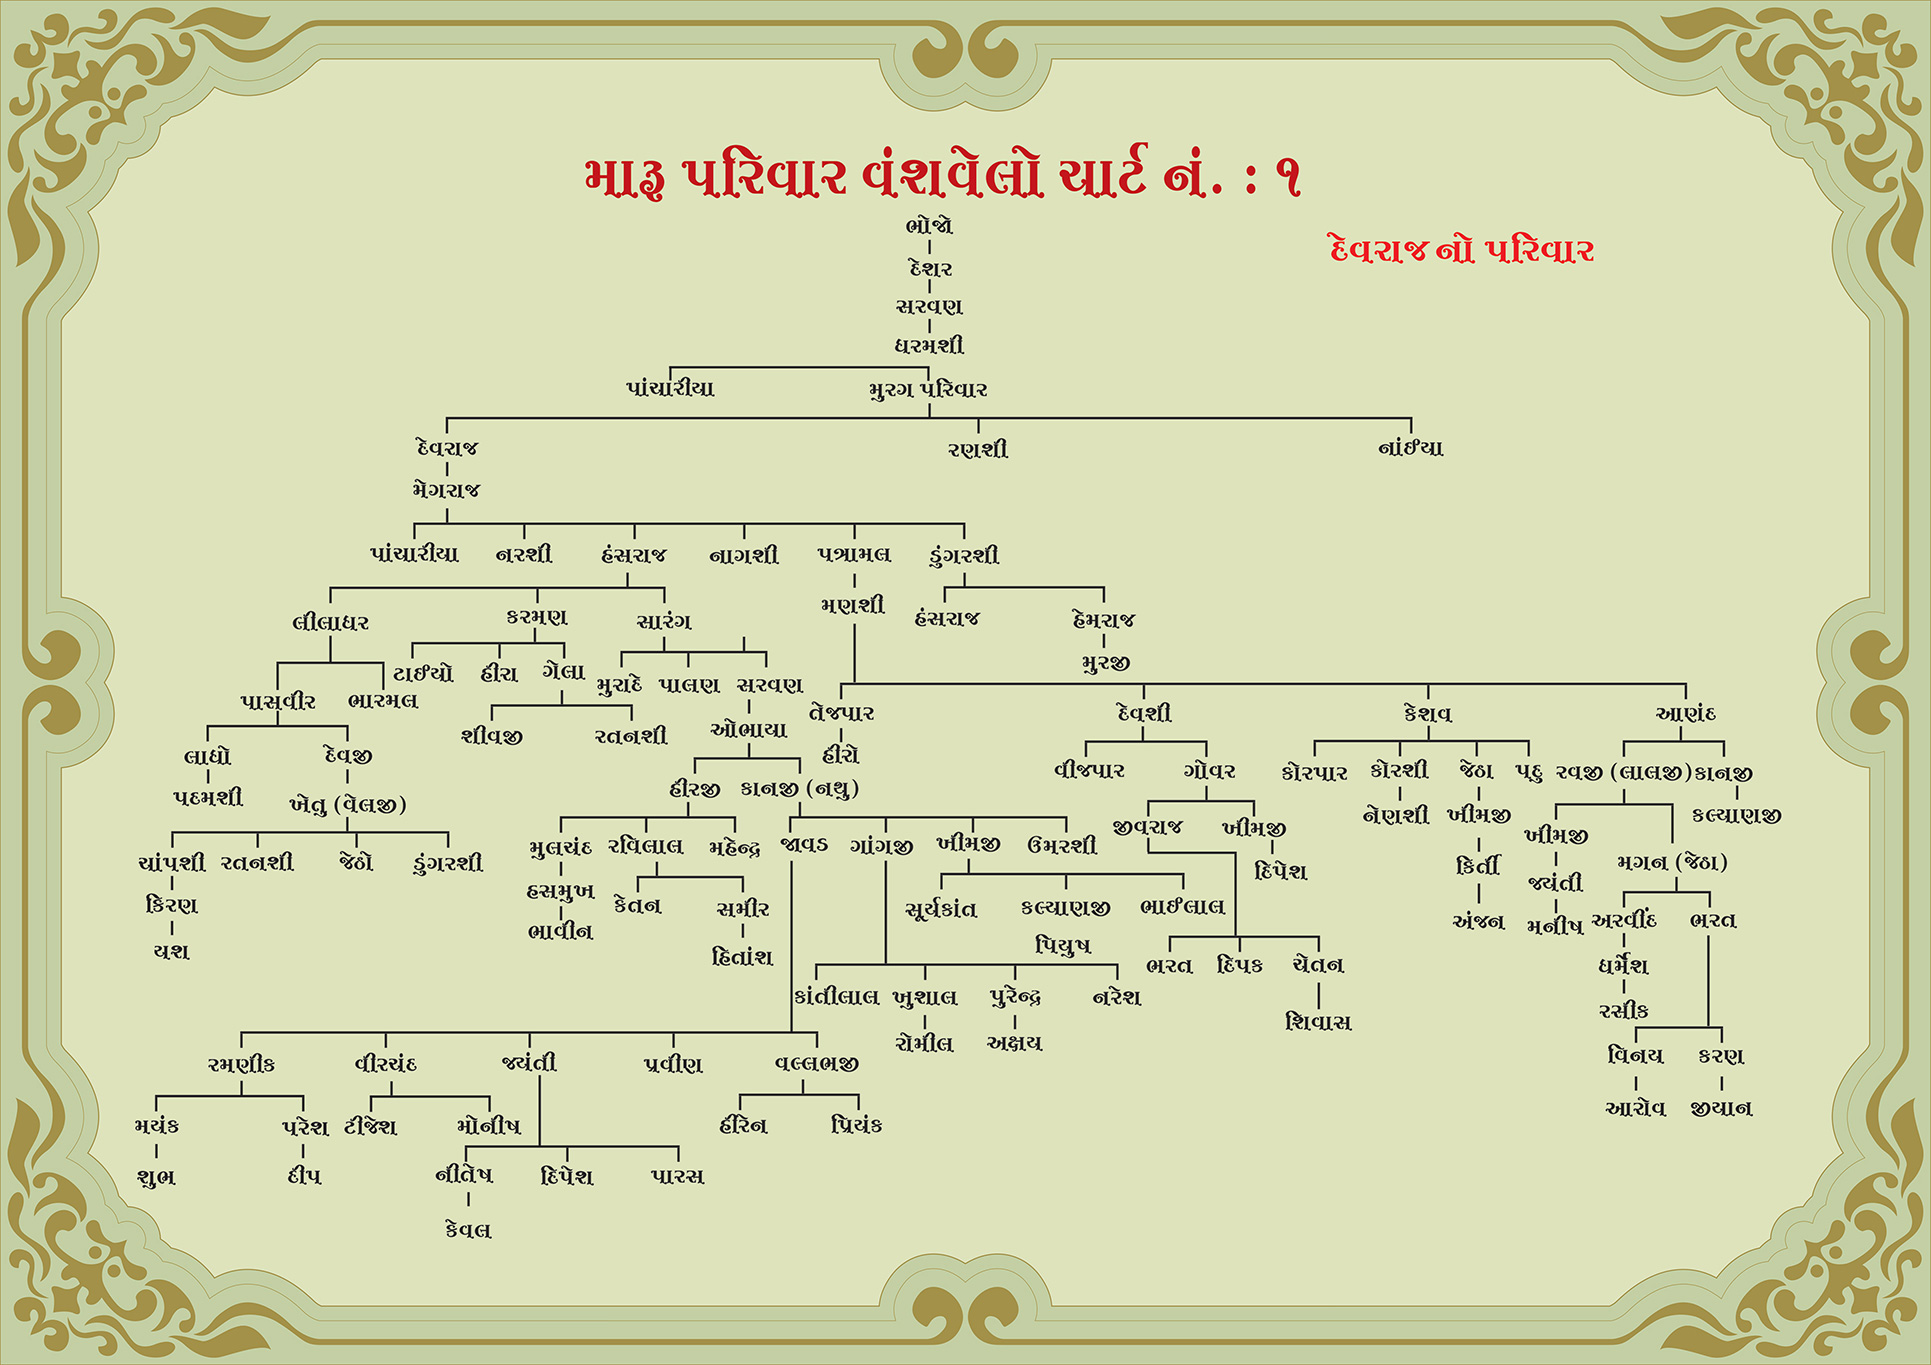 મારૂ પરિવાર વંશવેલો ચાર્ટ નં. : ૧
ભોજો
દેવરાજ નો પરિવાર
દેશર
સરવણ
ધરમશી
પાંચારીયા મુરગ પરિવાર
દેવરાજ રણશી નાંઈયા
મેગરાજ
પાંચારીયા નરશી હંસરાજ નાગશી પત્રામલ ડુંગરશી
લીલાધર કરમણ સારંગ મણશી હંસરાજ હેમરાજ
ટાઈયો હીરા ગેલા મુરાદે પાલણ સરવણ મુરજી
પાસવીર ભારમલ તેજપાર દેવશી કેશવ આણંદ
શીવજી રતનશી ઓભાયા
લાધો દેવજી હીરો વીજપાર ગોવર કોરપાર કોરશી જેઠા પદુ રવજી (લાલજી) કાનજી
પદમશી ખેતુ (વેલજી) હીરજી કાનજી (નથુ) નેણશી ખીમજી કલ્યાણજી
મુલચંદ રવિલાલ મહેન્દ્ર જાવડ ગાંગજી ખીમજી ઉમરશી જીવરાજ ખીમજી ખીમજી
ચાંપશી રતનશી જેઠો ડુંગરશી દિપેશ કિર્તી મગન (જેઠા)
હસમુખ જ્યંતી
કિરણ કેતન સમીર સૂર્યકાંત કલ્યાણજી ભાઈલાલ અંજન મનીષ અરવીંદ ભરત
ભાવીન પિયુષ
યશ હિતાંશ ભરત દિપક ચેતન ધર્મેશ
કાંતીલાલ ખુશાલ પુરેન્દ્ર નરેશ રસીક
શિવાસ
રોમીલ અક્ષય
રમણીક વીરચંદ જ્યંતી પ્રવીણ વલ્લભજી વિનય કરણ
મયંક પરેશ ટીજેશ મોનીષ હીરેન પ્રિયંક આરોવ જીયાન
શુભ દીપ નીતેષ દિપેશ પારસ
કેવલ